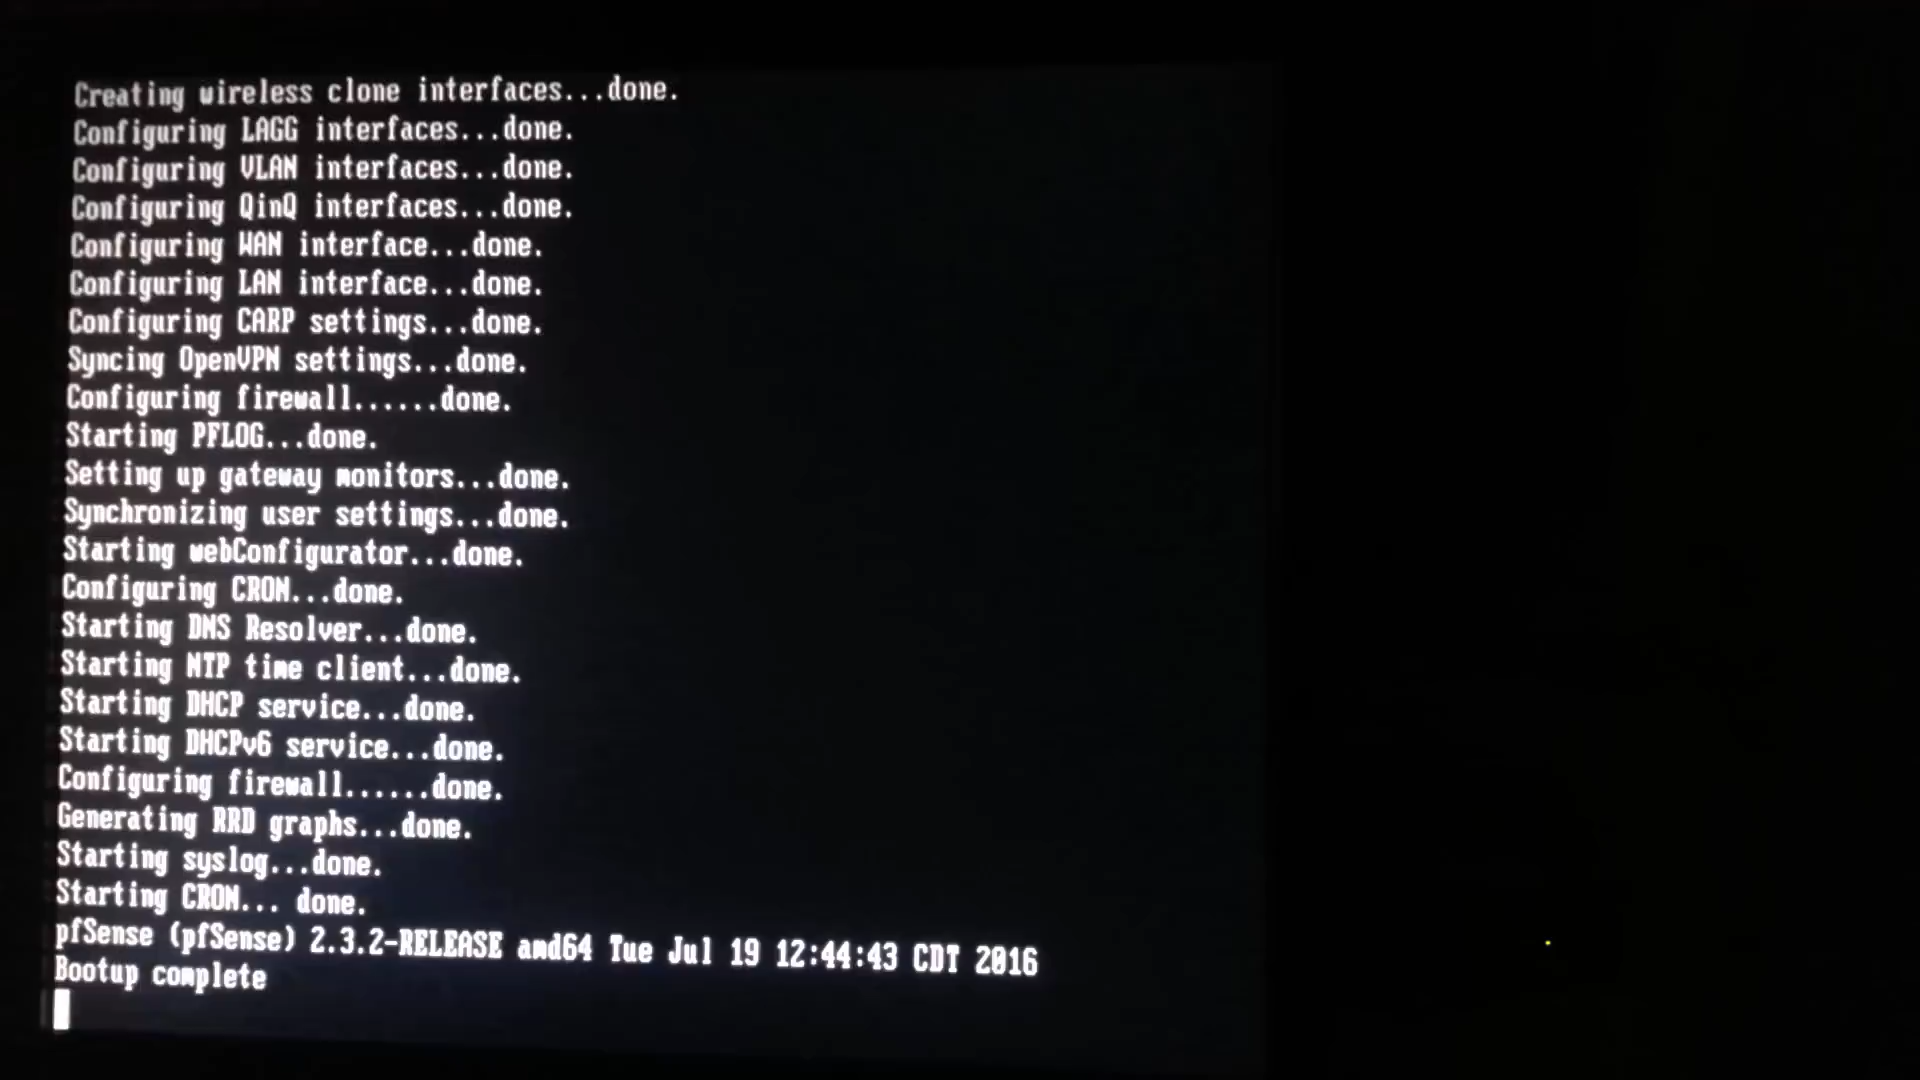 Creating wireless clone interfaces...done.
Configuring LAGG interfaces...done.
Configuring VLAN interfaces...done.
Configuring QinQ interfaces...done.
Configuring WAN interface...done.
Configuring LAN interface...done.
Configuring CARP settings...done.
Syncing OpenVPN settings...done.
Configuring firewall......done.
Starting PFLOG...done.
Setting up gateway monitors...done.
Synchronizing user settings...done.
Starting webConfigurator...done.
Configuring CRON...done.
Starting DNS Resolver...done.
Starting NTP time client...done.
Starting DHCP service...done.
Starting DHCPv6 service...done.
Configuring firewall......done.
Generating RRD graphs...done.
Starting syslog...done.
Starting CRON... done.
pfSense (pfSense) 2.3.2-RELEASE amd64 Tue Jul 19 12:44:43 CDT 2016
Bootup complete